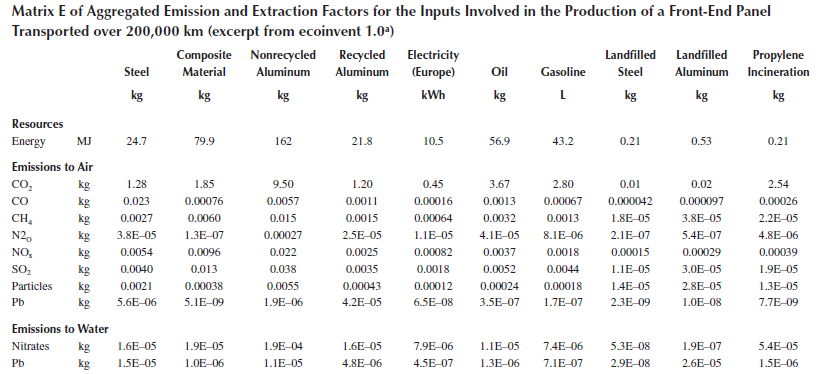 Matrix E of Aggregated Emission and Extraction Factors for the Inputs Involved in the Production of a Front-End Panel
Transported over 200,000 km (excerpt from ecoinvent 1.0a)
Composite Nonrecycled Recycled Electricity Landfilled Landfilled Propylene
Steel Material Aluminum Aluminum (Europe) Oil Gasoline Steel Aluminum Incineration
kg kg kg kg kWh kg L kg kg kg
Resources
Energy MJ 24.7 79.9 162 21.8 10.5 56.9 43.2 0.21 0.53 0.21
Emissions to Air
CO₂ kg 1.28 1.85 9.50 1.20 0.45 3.67 2.80 0.01 0.02 2.54
CO kg 0.023 0.00076 0.0057 0.0011 0.00016 0.0013 0.00067 0.000042 0.000097 0.00026
CH₄ kg 0.0027 0.0060 0.015 0.0015 0.00064 0.0032 0.0013 1.8E–05 3.8E–05 2.2E–05
N2ₒ kg 3.8E–05 1.3E–07 0.00027 2.5E–05 1.1E–05 4.1E–05 8.1E–06 2.1E–07 5.4E–07 4.8E–06
NOₓ kg 0.0054 0.0096 0.022 0.0025 0.00082 0.0037 0.0018 0.00015 0.00029 0.00039
SO₂ kg 0.0040 0.013 0.038 0.0035 0.0018 0.0052 0.0044 1.1E–05 3.0E–05 1.9E–05
Particles kg 0.0021 0.00038 0.0055 0.00043 0.00012 0.00024 0.00018 1.4E–05 2.8E–05 1.3E–05
Pb kg 5.6E–06 5.1E–09 1.9E–06 4.2E–05 6.5E–08 3.5E–07 1.7E–07 2.3E–09 1.0E–08 7.7E–09
Emissions to Water
Nitrates kg 1.6E–05 1.9E–05 1.9E–04 1.6E–05 7.9E–06 1.1E–05 7.4E–06 5.3E–08 1.9E–07 5.4E–05
Pb kg 1.5E–05 1.0E–06 1.1E–05 4.8E–06 4.5E–07 1.3E–06 7.1E–07 2.9E–08 2.6E–05 1.5E–06